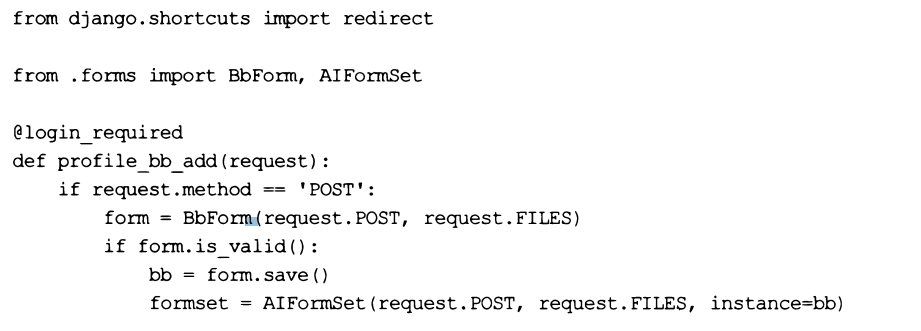 from django.shortcuts import redirect
from .forms import BbForm, AIFormSet
@login_required
def profile_bb_add(request):
    if request.method == 'POST':
        form = BbForm(request.POST, request.FILES)
        if form.is_valid():
            bb = form.save()
            formset = AIFormSet(request.POST, request.FILES, instance=bb)